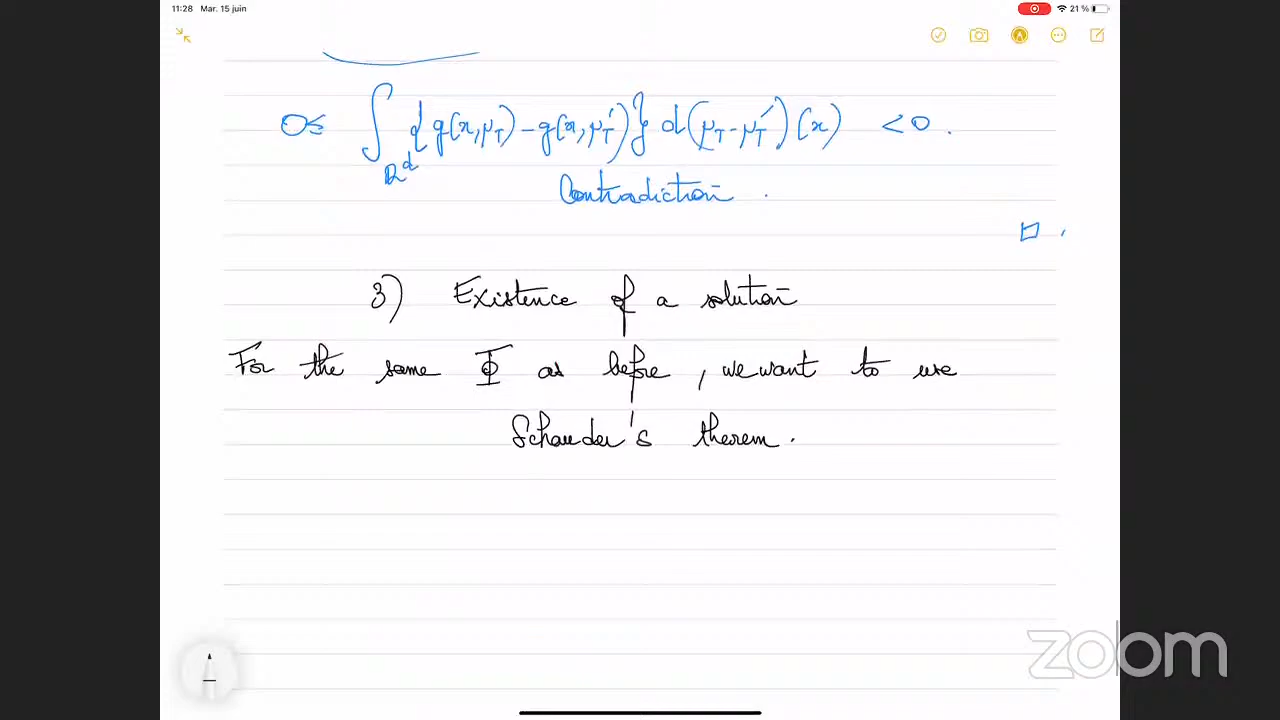 11:28 Mar. 15 juin
21 %
0 ≤ ∫_{ℝ^d} {g(x, μ_T) − g(x, μ'_T)} d(μ_T − μ'_T)(x) < 0.
Contradiction.
□.
3) Existence of a solution
For the same Φ as before, we want to use
Schauder's therem.
zoom